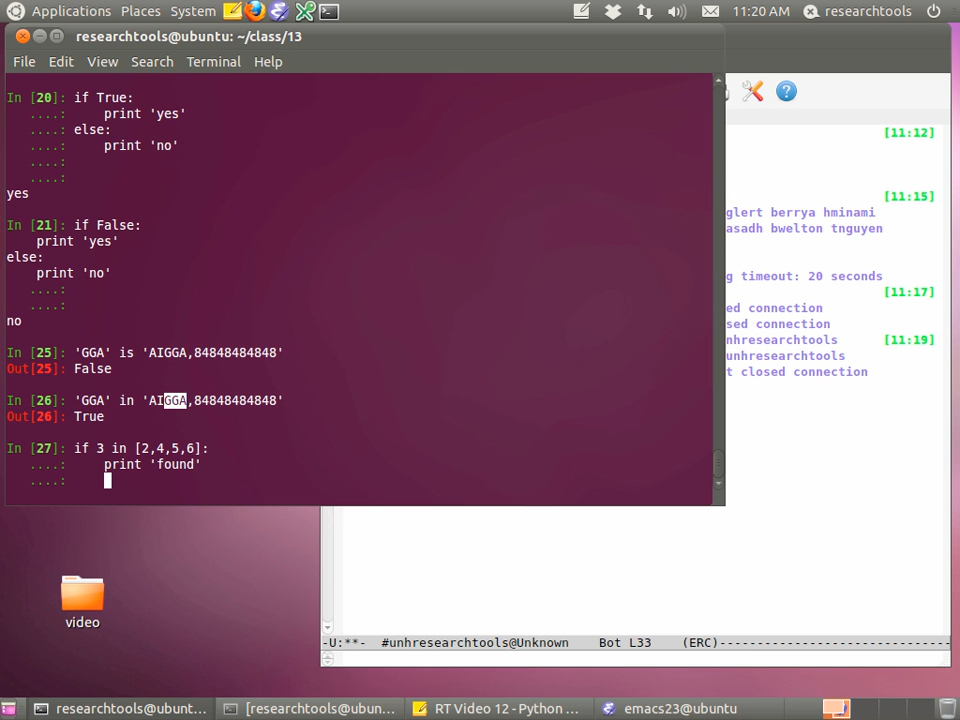 Applications Places System 11:20 AM researchtools
researchtools@ubuntu: ~/class/13
File Edit View Search Terminal Help
In [20]: if True:
....: print 'yes'
....: else:
....: print 'no'
....:
....:
yes
In [21]: if False:
print 'yes'
else:
print 'no'
....:
....:
no
In [25]: 'GGA' is 'AIGGA,84848484848'
Out[25]: False
In [26]: 'GGA' in 'AIGGA,84848484848'
Out[26]: True
In [27]: if 3 in [2,4,5,6]:
....: print 'found'
....:
[11:12]
[11:15]
glert berrya hminami
asadh bwelton tnguyen
g timeout: 20 seconds
[11:17]
ed connection
sed connection
nhresearchtools [11:19]
unhresearchtools
t closed connection
video
-U:**- #unhresearchtools@Unknown Bot L33 (ERC)----------------------------
researchtools@ubunt... [researchtools@ubun... RT Video 12 - Python ... emacs23@ubuntu